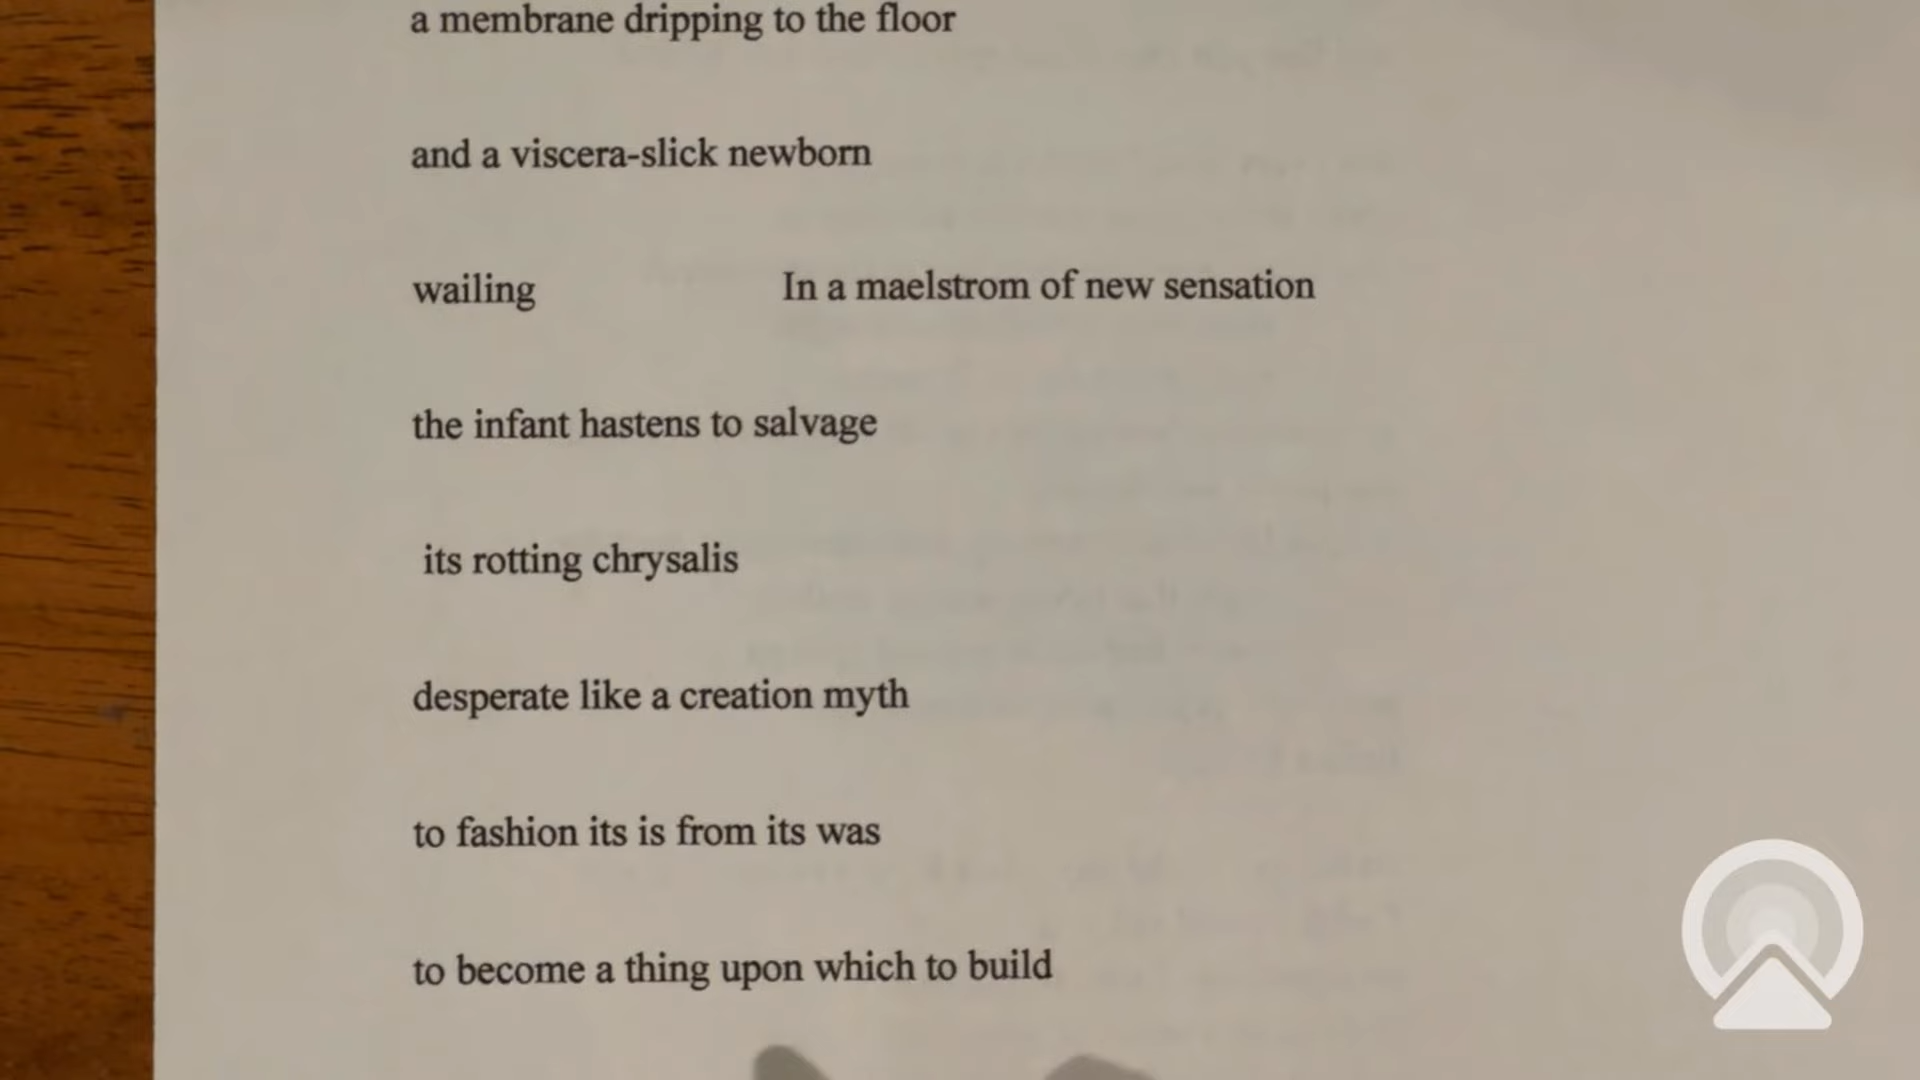 a membrane dripping to the floor
and a viscera-slick newborn
wailing In a maelstrom of new sensation
the infant hastens to salvage
its rotting chrysalis
desperate like a creation myth
to fashion its is from its was
to become a thing upon which to build